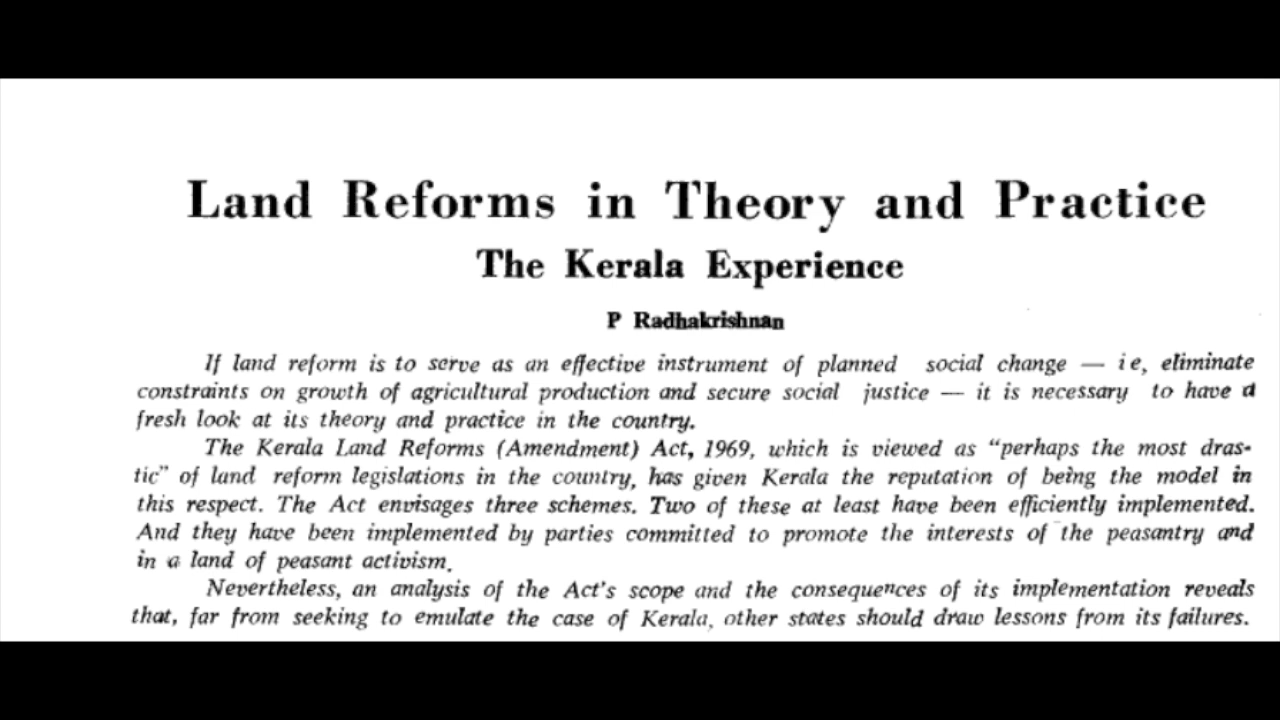 Land Reforms in Theory and Practice
The Kerala Experience
P Radhakrishnan
If land reform is to serve as an effective instrument of planned social change — i e, eliminate
constraints on growth of agricultural production and secure social justice — it is necessary to have a
fresh look at its theory and practice in the country.
The Kerala Land Reforms (Amendment) Act, 1969, which is viewed as "perhaps the most dras-
tic" of land reform legislations in the country, has given Kerala the reputation of being the model in
this respect. The Act envisages three schemes. Two of these at least have been efficiently implemented.
And they have been implemented by parties committed to promote the interests of the peasantry and
in a land of peasant activism.
Nevertheless, an analysis of the Act's scope and the consequences of its implementation reveals
that, far from seeking to emulate the case of Kerala, other states should draw lessons from its failures.